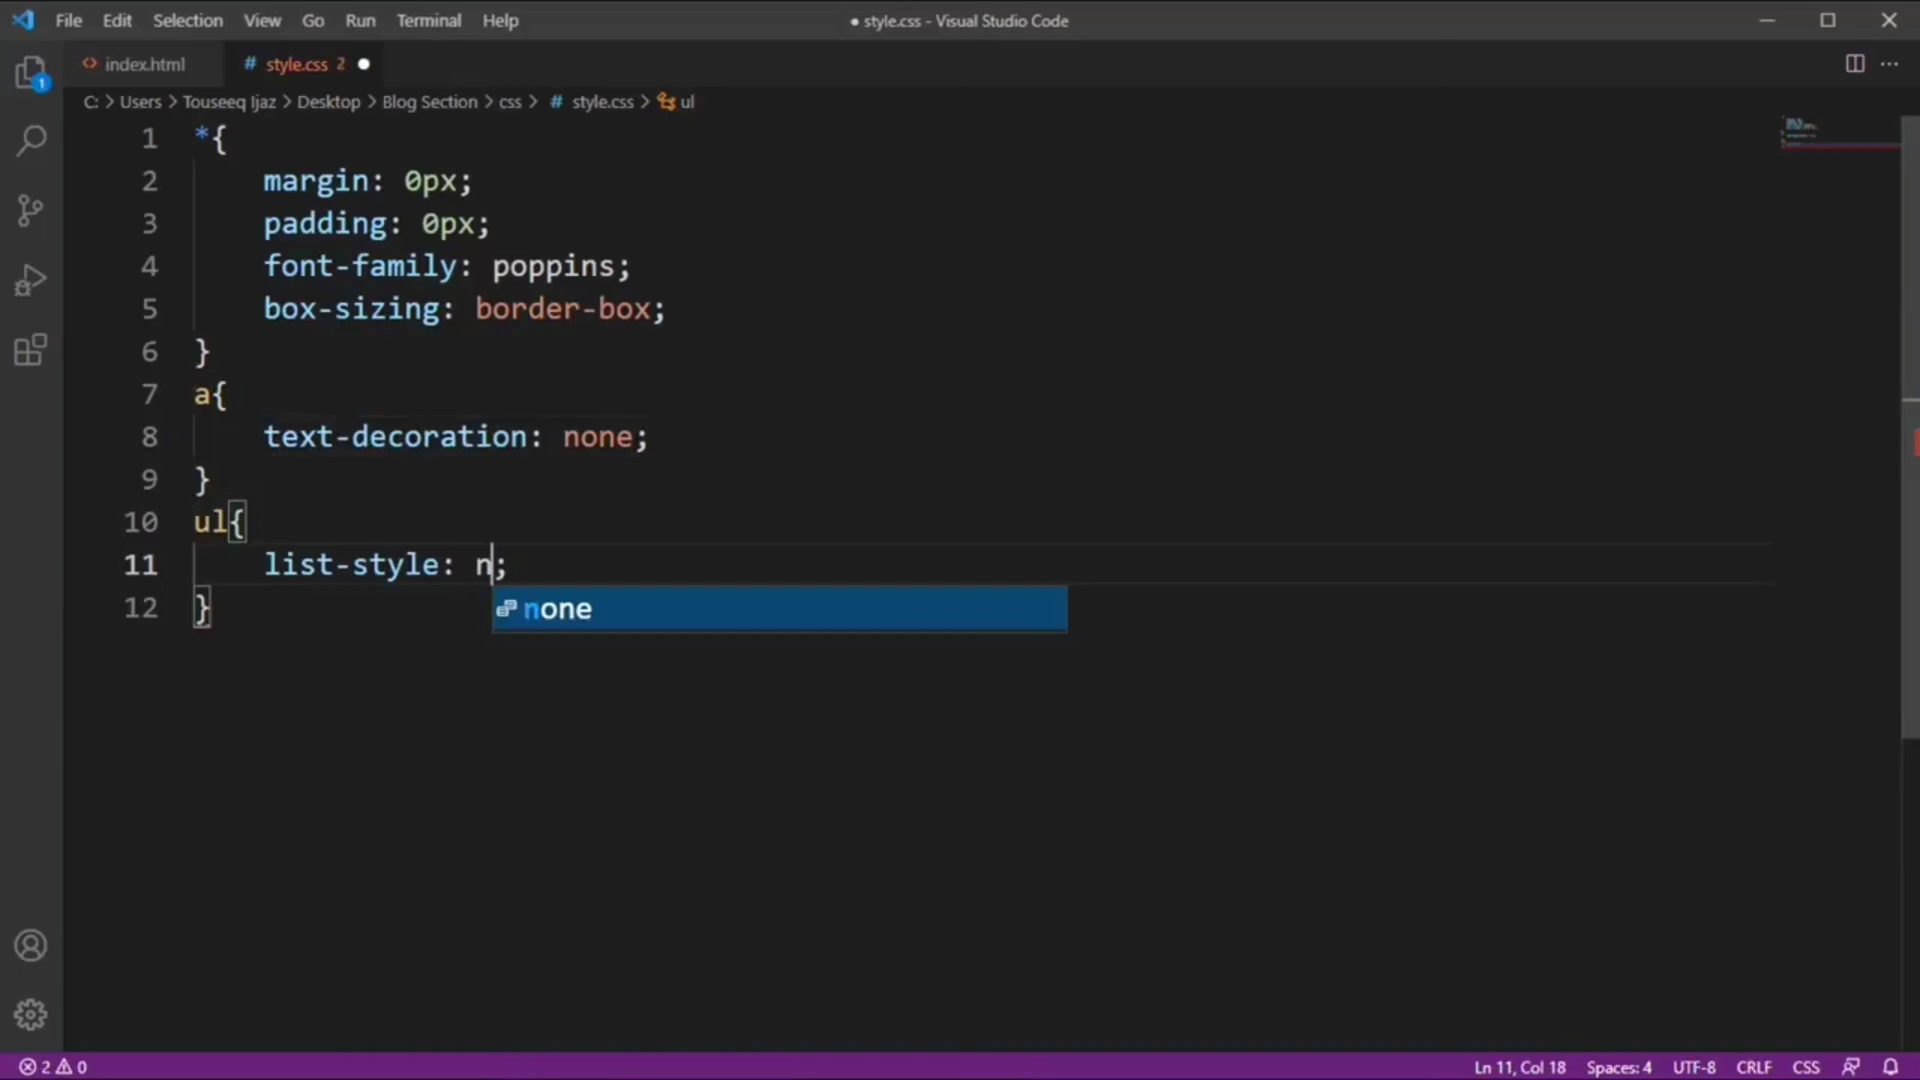 File Edit Selection View Go Run Terminal Help ● style.css - Visual Studio Code
index.html # style.css 2 ●
1
C: > Users > Touseeq Ijaz > Desktop > Blog Section > css > # style.css > ul
1 *{
2 margin: 0px;
3 padding: 0px;
4 font-family: poppins;
5 box-sizing: border-box;
6 }
7 a{
8 text-decoration: none;
9 }
10 ul{
11 list-style: n;
12 }
none
2 0 Ln 11, Col 18 Spaces: 4 UTF-8 CRLF CSS